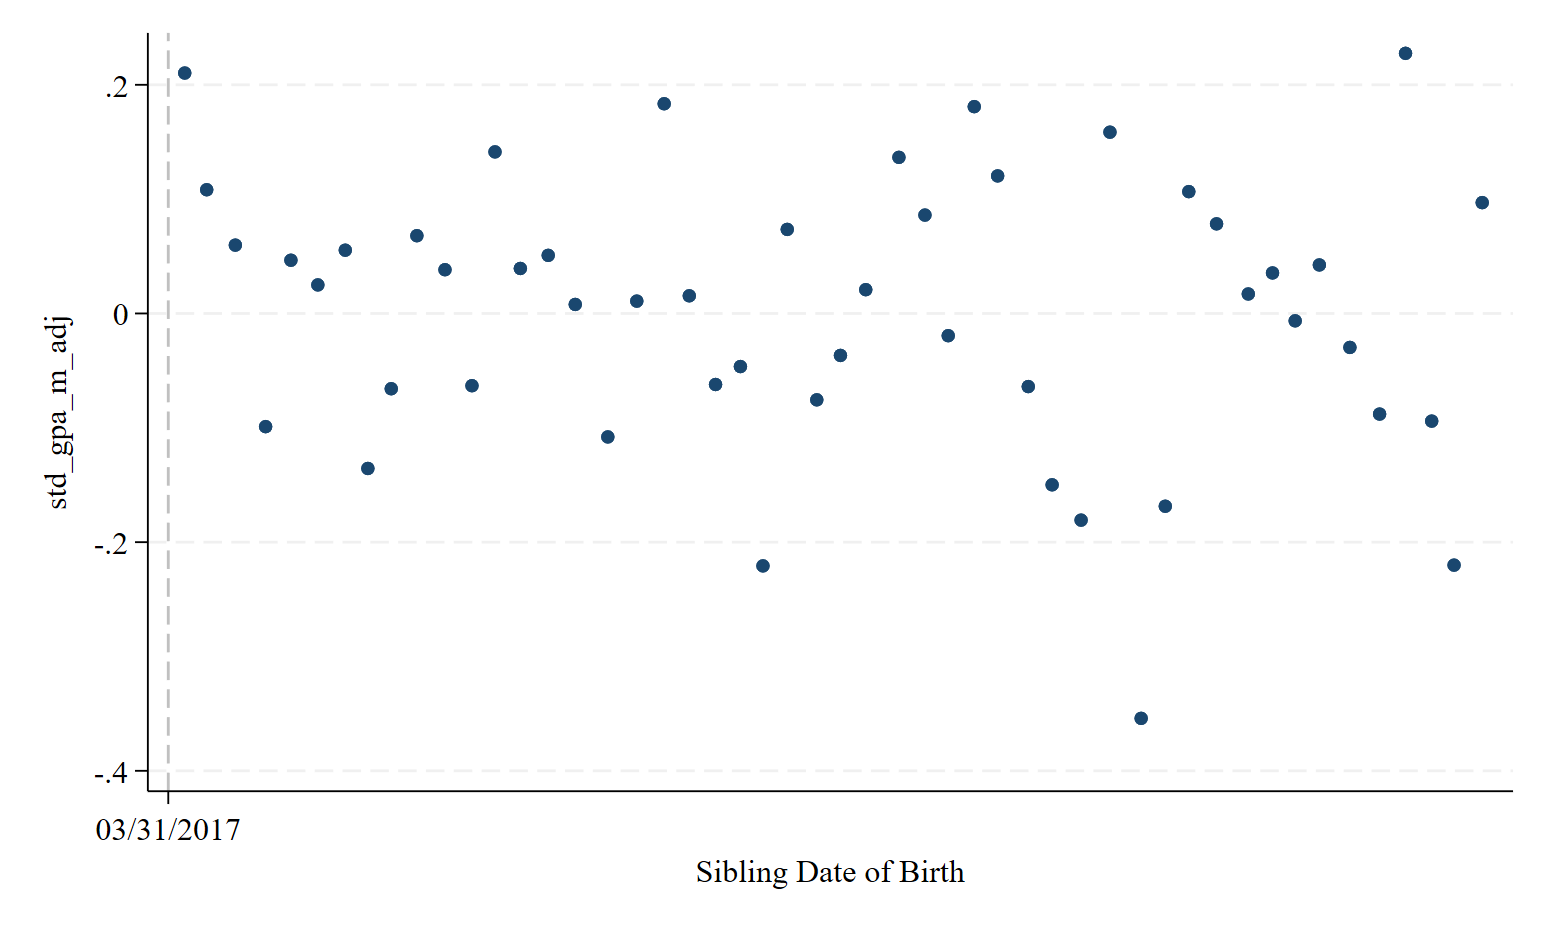 std_gpa_m_adj
.2
0
-.2
-.4
03/31/2017
Sibling Date of Birth